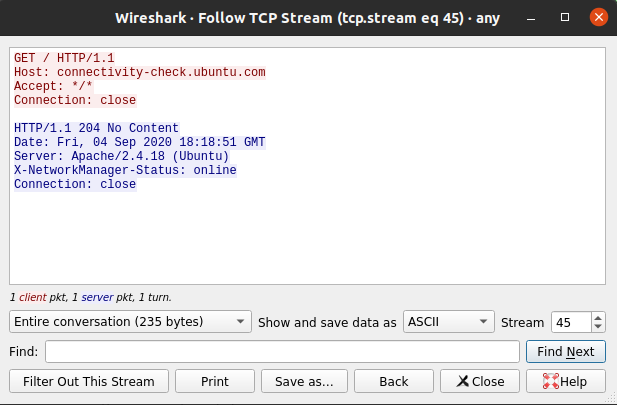 Wireshark · Follow TCP Stream (tcp.stream eq 45) · any
GET / HTTP/1.1
Host: connectivity-check.ubuntu.com
Accept: */*
Connection: close

HTTP/1.1 204 No Content
Date: Fri, 04 Sep 2020 18:18:51 GMT
Server: Apache/2.4.18 (Ubuntu)
X-NetworkManager-Status: online
Connection: close

1 client pkt, 1 server pkt, 1 turn.
Entire conversation (235 bytes) Show and save data as ASCII Stream 45
Find: Find Next
Filter Out This Stream Print Save as… Back Close Help